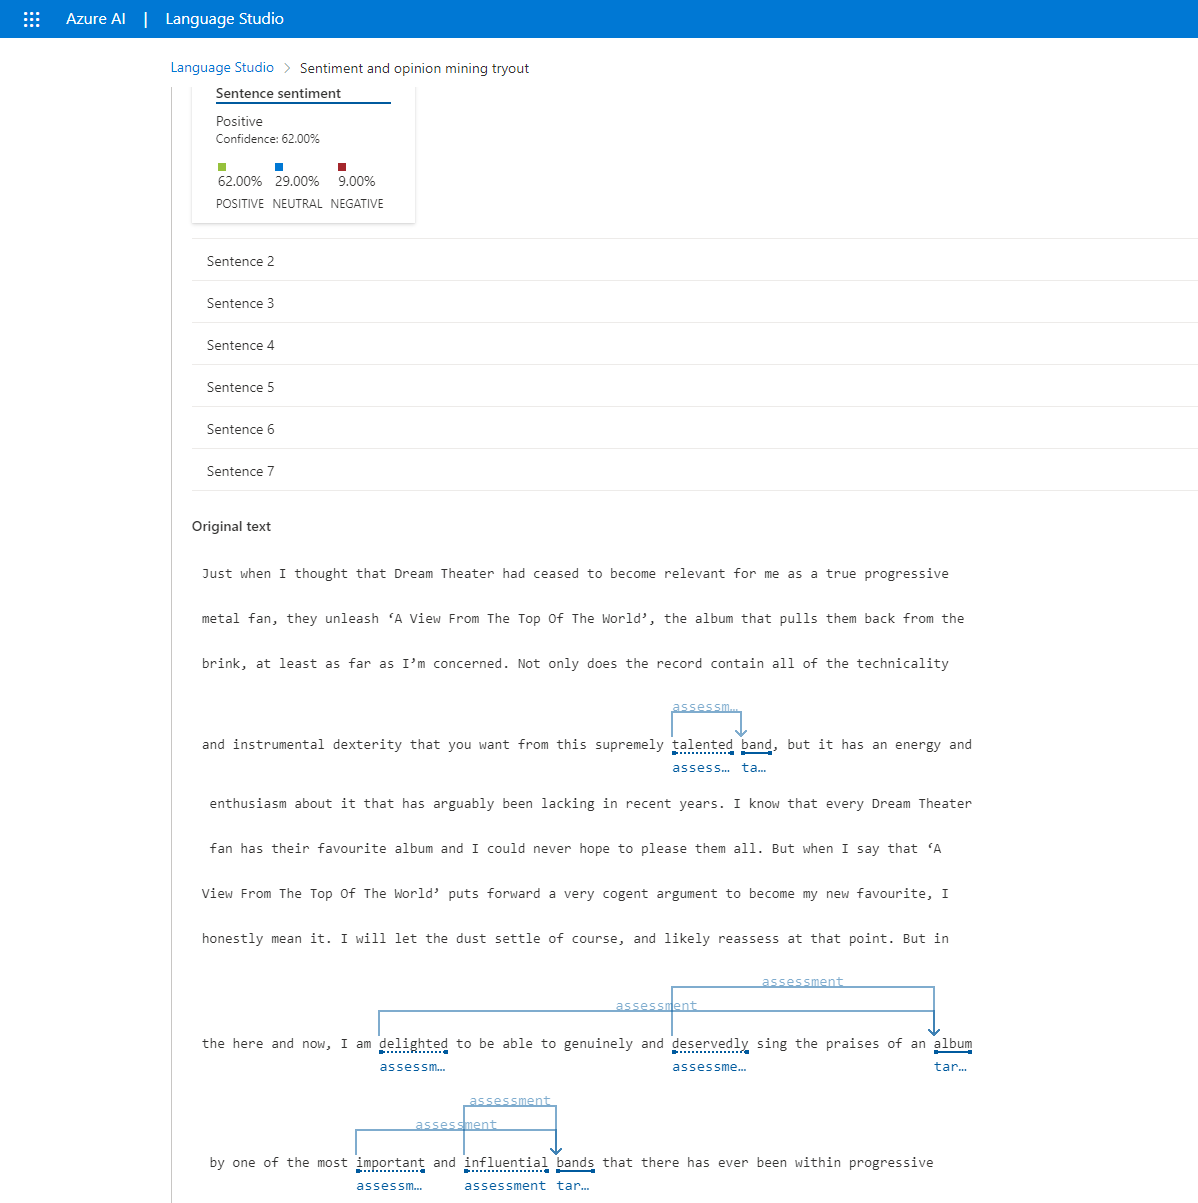 Azure AI | Language Studio
Language Studio > Sentiment and opinion mining tryout
Sentence sentiment
Positive
Confidence: 62.00%
62.00% 29.00% 9.00%
POSITIVE NEUTRAL NEGATIVE
Sentence 2
Sentence 3
Sentence 4
Sentence 5
Sentence 6
Sentence 7
Original text
Just when I thought that Dream Theater had ceased to become relevant for me as a true progressive
metal fan, they unleash ‘A View From The Top Of The World’, the album that pulls them back from the
brink, at least as far as I’m concerned. Not only does the record contain all of the technicality
assessm…
and instrumental dexterity that you want from this supremely talented band, but it has an energy and
assess… ta…
enthusiasm about it that has arguably been lacking in recent years. I know that every Dream Theater
fan has their favourite album and I could never hope to please them all. But when I say that ‘A
View From The Top Of The World’ puts forward a very cogent argument to become my new favourite, I
honestly mean it. I will let the dust settle of course, and likely reassess at that point. But in
assessment
assessment
the here and now, I am delighted to be able to genuinely and deservedly sing the praises of an album
assessm… assessme… tar…
assessment
assessment
by one of the most important and influential bands that there has ever been within progressive
assessm… assessment tar…